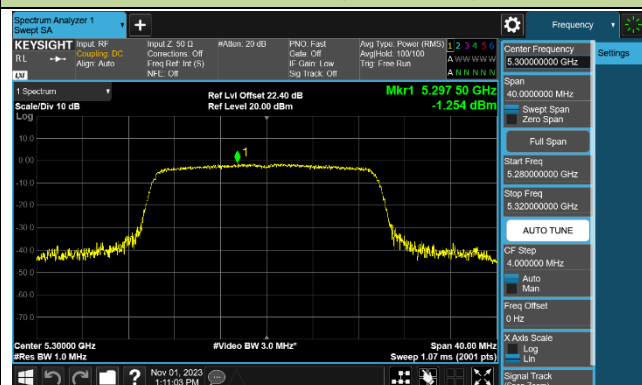 Spectrum Analyzer 1
Swept SA
Frequency
KEYSIGHT
RL
LXI
Input: RF
Coupling: DC
Align: Auto
Input Z: 50 Ω
Corrections: Off
Freq Ref: Int (S)
NFE: Off
#Atten: 20 dB
PNO: Fast
Gate: Off
IF Gain: Low
Sig Track: Off
Avg Type: Power (RMS)
Avg|Hold: 100/100
Trig: Free Run
1 2 3 4 5 6
A W W W W W
A N N N N N
Settings
Center Frequency
5.300000000 GHz
Span
40.0000000 MHz
Swept Span
Zero Span
Full Span
Start Freq
5.280000000 GHz
Stop Freq
5.320000000 GHz
AUTO TUNE
CF Step
4.000000 MHz
Auto
Man
Freq Offset
0 Hz
X Axis Scale
Log
Lin
Signal Track
(Span Zoom)
1 Spectrum
Scale/Div 10 dB
Log
Ref Lvl Offset 22.40 dB
Ref Level 20.00 dBm
Mkr1 5.297 50 GHz
-1.254 dBm
1
10.0
0.00
-10.0
-20.0
-30.0
-40.0
-50.0
-60.0
-70.0
Center 5.30000 GHz
#Res BW 1.0 MHz
#Video BW 3.0 MHz*
Span 40.00 MHz
Sweep 1.07 ms (2001 pts)
Nov 01, 2023
1:11:03 PM